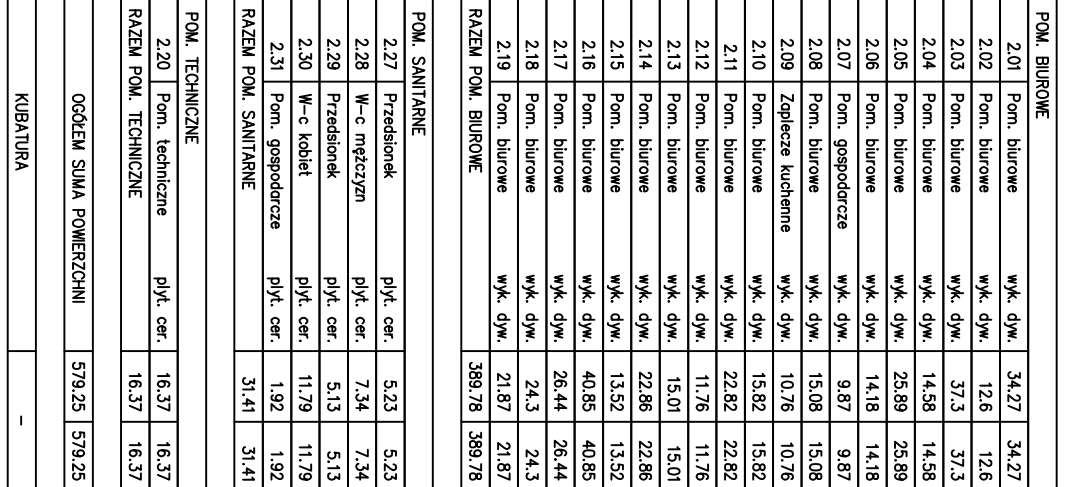 POM. BIUROWE
2.01 Pom. biurowe wyk. dyw. 34.27 34.27
2.02 Pom. biurowe wyk. dyw. 12.6 12.6
2.03 Pom. biurowe wyk. dyw. 37.3 37.3
2.04 Pom. biurowe wyk. dyw. 14.58 14.58
2.05 Pom. biurowe wyk. dyw. 25.89 25.89
2.06 Pom. biurowe wyk. dyw. 14.18 14.18
2.07 Pom. gospodarcze wyk. dyw. 9.87 9.87
2.08 Pom. biurowe wyk. dyw. 15.08 15.08
2.09 Zaplecze kuchenne wyk. dyw. 10.76 10.76
2.10 Pom. biurowe wyk. dyw. 15.82 15.82
2.11 Pom. biurowe wyk. dyw. 22.82 22.82
2.12 Pom. biurowe wyk. dyw. 11.76 11.76
2.13 Pom. biurowe wyk. dyw. 15.01 15.01
2.14 Pom. biurowe wyk. dyw. 22.86 22.86
2.15 Pom. biurowe wyk. dyw. 13.52 13.52
2.16 Pom. biurowe wyk. dyw. 40.85 40.85
2.17 Pom. biurowe wyk. dyw. 26.44 26.44
2.18 Pom. biurowe wyk. dyw. 24.3 24.3
2.19 Pom. biurowe wyk. dyw. 21.87 21.87
RAZEM POM. BIUROWE 389.78 389.78
POM. SANITARNE
2.27 Przedsionek plyt. cer. 5.23 5.23
2.28 W-c mężczyzn plyt. cer. 7.34 7.34
2.29 Przedsionek plyt. cer. 5.13 5.13
2.30 W-c kobiet plyt. cer. 11.79 11.79
2.31 Pom. gospodarcze plyt. cer. 1.92 1.92
RAZEM POM. SANITARNE 31.41 31.41
POM. TECHNICZNE
2.20 Pom. techniczne plyt. cer. 16.37 16.37
RAZEM POM. TECHNICZNE 16.37 16.37
OGÓŁEM SUMA POWIERZCHNI 579.25 579.25
KUBATURA -